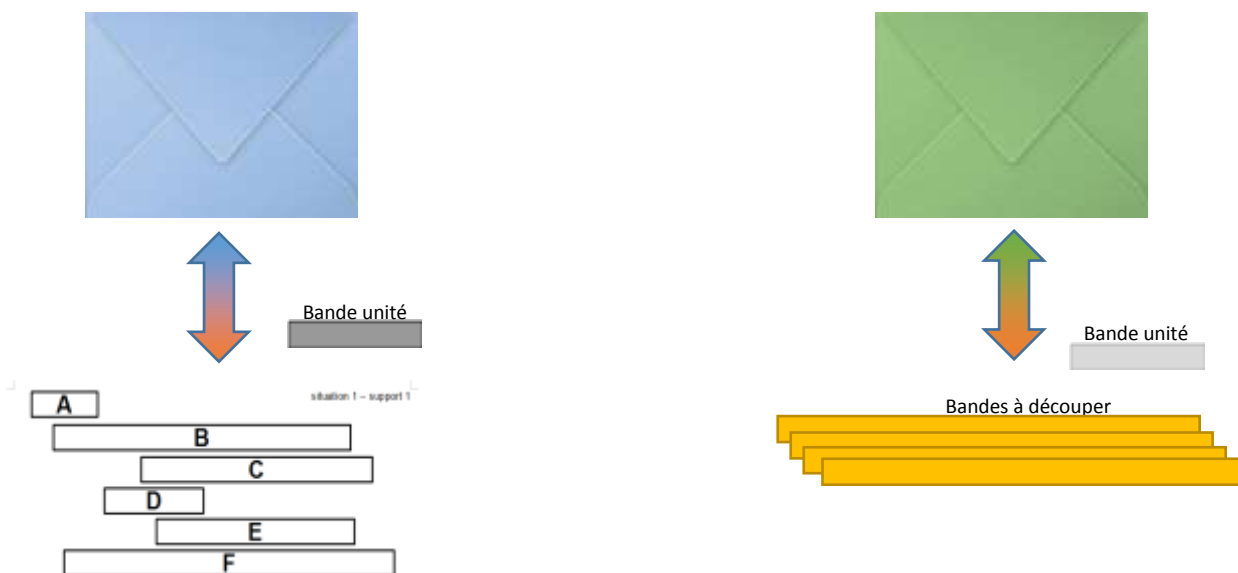 Bande unité
situation 1 – support 1
A
B
C
D
E
F
Bande unité
Bandes à découper